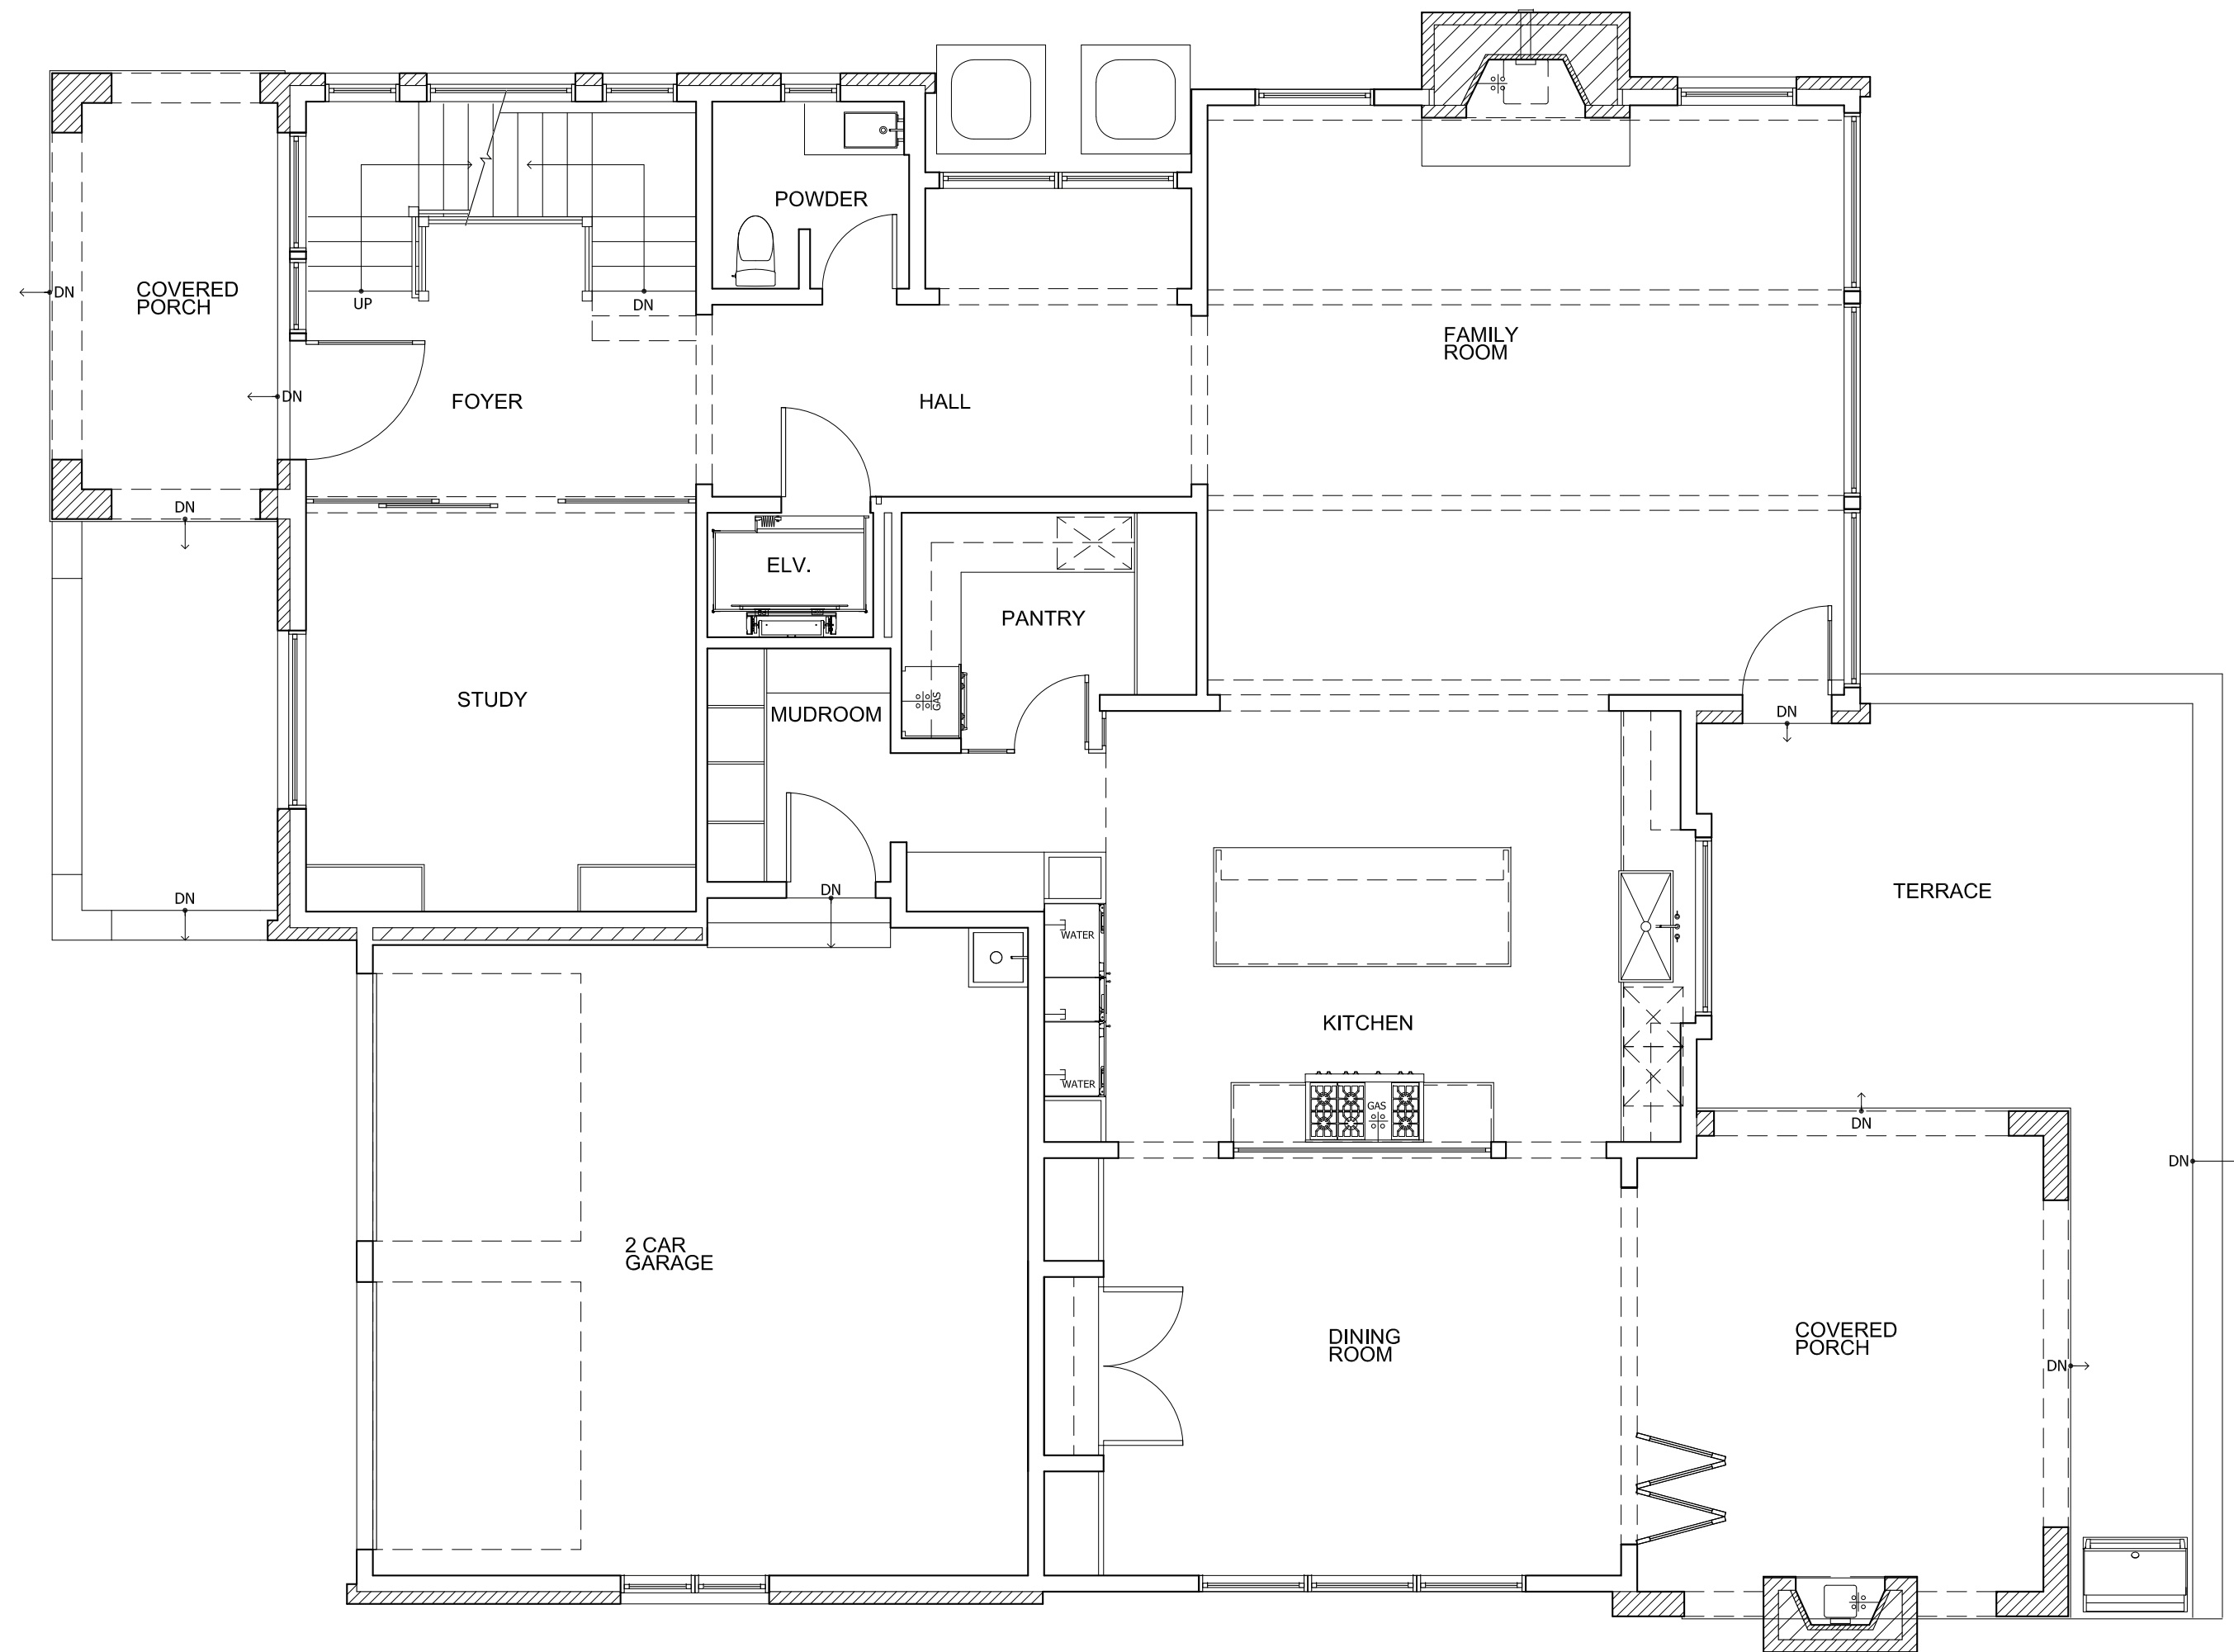 POWDER
COVERED
PORCH
DN
UP
DN
FAMILY
ROOM
DN
FOYER
HALL
DN
ELV.
PANTRY
STUDY
MUDROOM
GAS
DN
DN
DN
TERRACE
WATER
KITCHEN
WATER
GAS
DN
DN
2 CAR
GARAGE
DINING
ROOM
COVERED
PORCH
DN